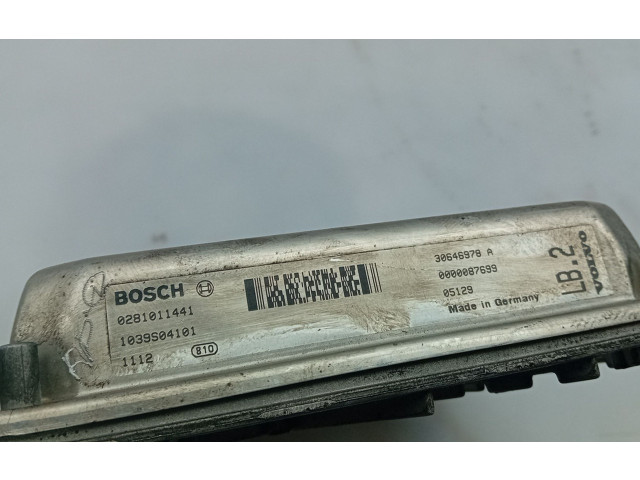 BOSCH
0281011441
1039S04101
1112 810
30646978 A
0000087699
05129
Made in Germany
LB.2
VOLVO